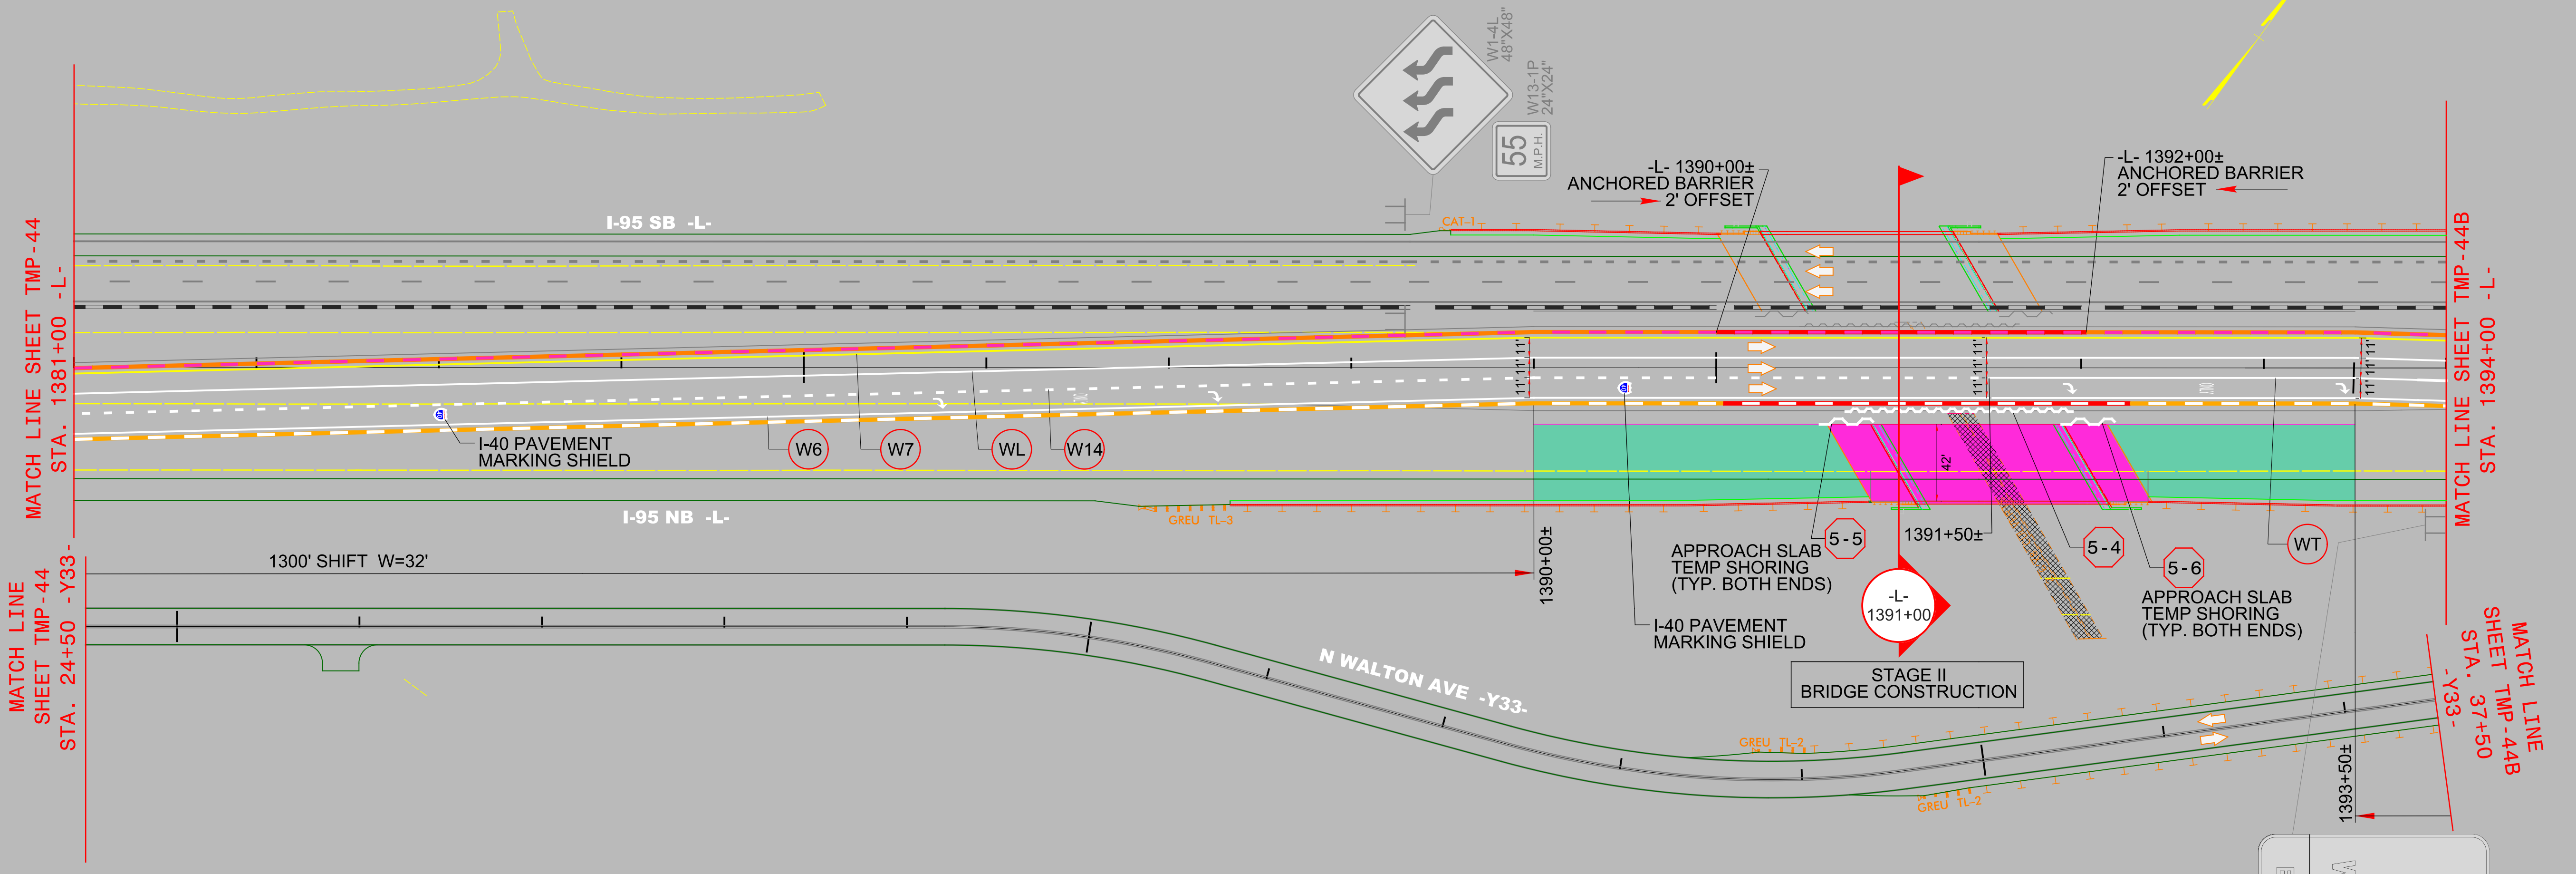 MATCH LINE SHEET TMP-44
STA. 1381+00 -L-
MATCH LINE
SHEET TMP-44
STA. 24+50 -Y33-
I-95 SB -L-
W1-4L
48"X48"
W13-1P
24"X24"
55
M.P.H.
CAT-1
-L- 1390+00±
ANCHORED BARRIER
2' OFFSET
-L- 1392+00±
ANCHORED BARRIER
2' OFFSET
11' 11' 11'
11' 11' 11'
11' 11' 11'
I-40 PAVEMENT
MARKING SHIELD
W6
W7
WL
W14
42'
I-95 NB -L-
GREU TL-3
1300' SHIFT W=32'
1390+00±
APPROACH SLAB
TEMP SHORING
(TYP. BOTH ENDS)
5-5
1391+50±
5-4
5-6
WT
APPROACH SLAB
TEMP SHORING
(TYP. BOTH ENDS)
-L-
1391+00
I-40 PAVEMENT
MARKING SHIELD
STAGE II
BRIDGE CONSTRUCTION
N WALTON AVE -Y33-
GREU TL-2
GREU TL-2
1393+50±
MATCH LINE SHEET TMP-44B
STA. 1394+00 -L-
MATCH LINE
SHEET TMP-44B
STA. 37+50
-Y33-